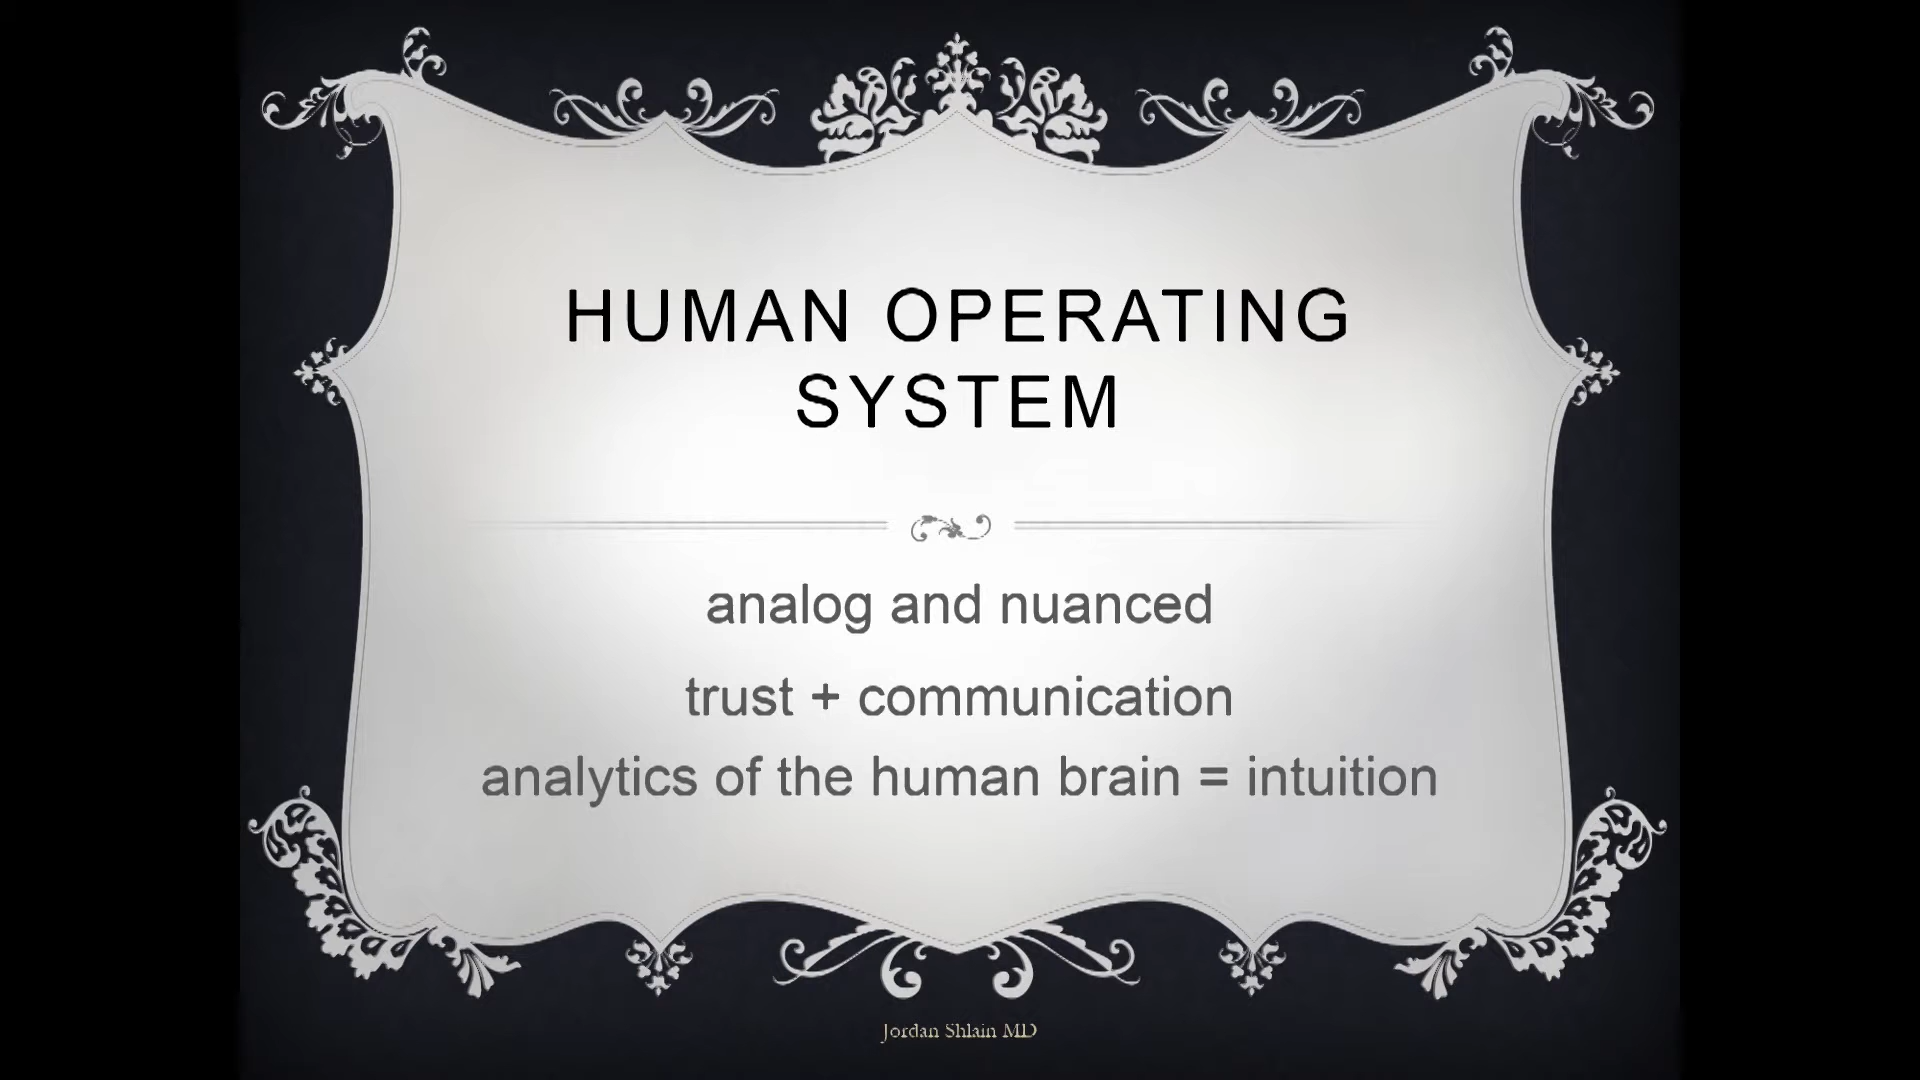 HUMAN OPERATING
SYSTEM
analog and nuanced
trust + communication
analytics of the human brain = intuition
Jordan Shlain MD